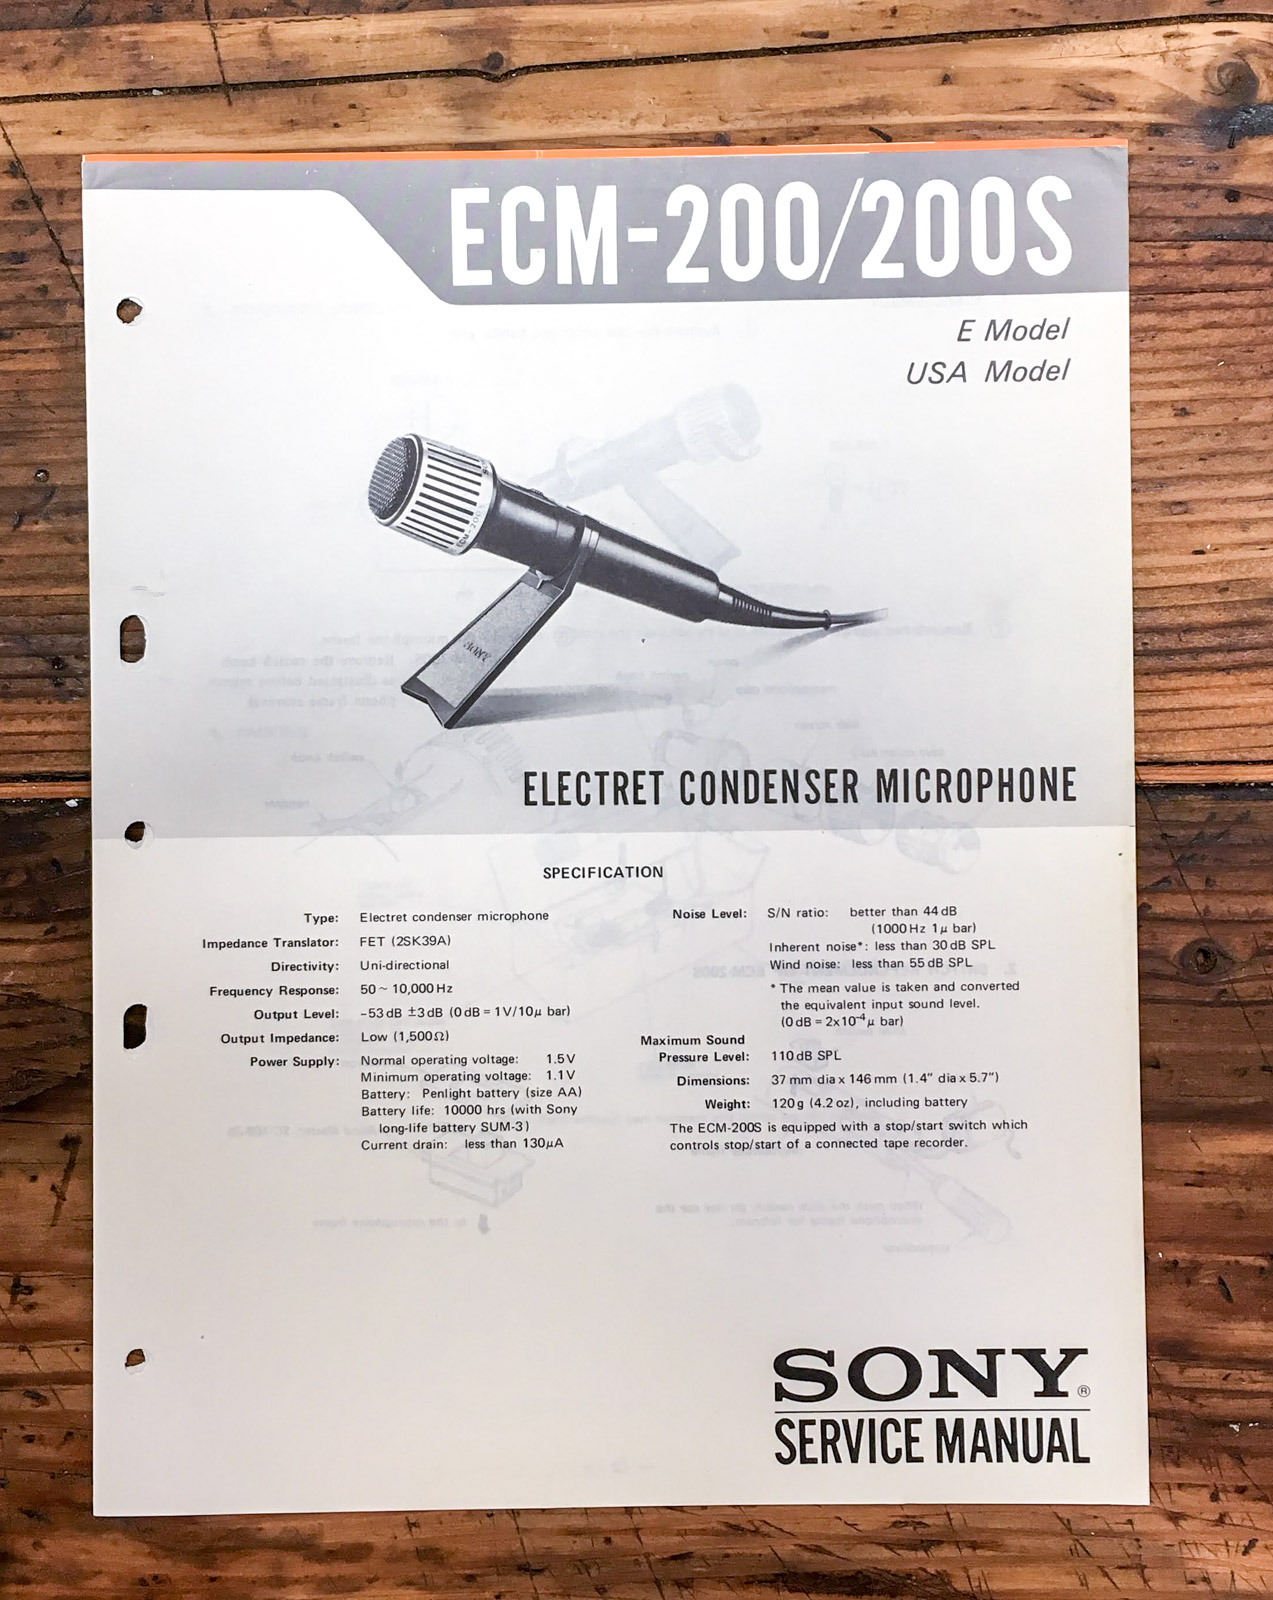 ECM-200/200S
E Model
USA Model
ECM-200S
SONY
ELECTRET CONDENSER MICROPHONE
SPECIFICATION
Type: Electret condenser microphone
Impedance Translator: FET (2SK39A)
Directivity: Uni-directional
Frequency Response: 50 ~ 10,000 Hz
Output Level: -53 dB ±3 dB (0 dB = 1V/10μ bar)
Output Impedance: Low (1,500Ω)
Power Supply: Normal operating voltage: 1.5 V
Minimum operating voltage: 1.1 V
Battery: Penlight battery (size AA)
Battery life: 10000 hrs (with Sony
long-life battery SUM-3)
Current drain: less than 130μA
Noise Level: S/N ratio: better than 44 dB
(1000 Hz 1μ bar)
Inherent noise*: less than 30 dB SPL
Wind noise: less than 55 dB SPL
* The mean value is taken and converted
the equivalent input sound level.
(0 dB = 2x10⁻⁴μ bar)
Maximum Sound
Pressure Level: 110 dB SPL
Dimensions: 37 mm dia x 146 mm (1.4" dia x 5.7")
Weight: 120 g (4.2 oz), including battery
The ECM-200S is equipped with a stop/start switch which
controls stop/start of a connected tape recorder.
SONY®
SERVICE MANUAL